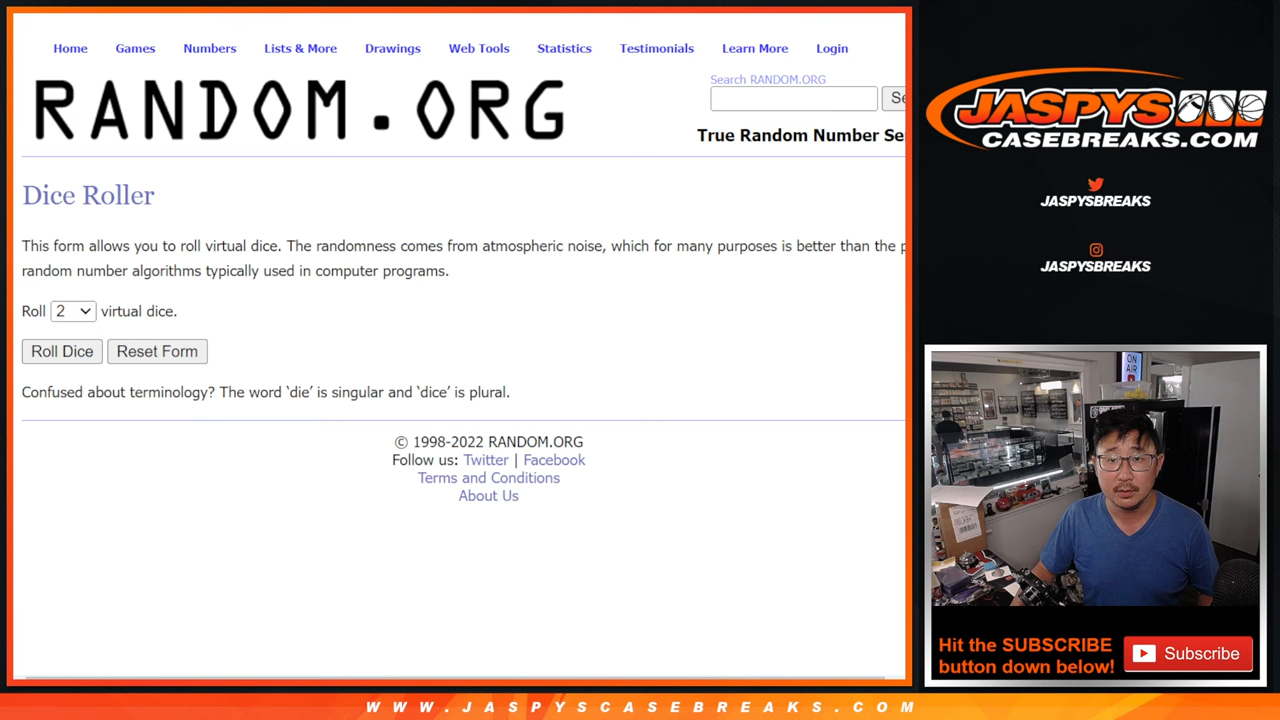 Home Games Numbers Lists & More Drawings Web Tools Statistics Testimonials Learn More Login
RANDOM.ORG
Search RANDOM.ORG
Se
True Random Number Se
Dice Roller
This form allows you to roll virtual dice. The randomness comes from atmospheric noise, which for many purposes is better than the p
random number algorithms typically used in computer programs.
Roll 2 virtual dice.
Roll Dice Reset Form
Confused about terminology? The word ‘die’ is singular and ‘dice’ is plural.
© 1998-2022 RANDOM.ORG
Follow us: Twitter | Facebook
Terms and Conditions
About Us
JASPYS
CASEBREAKS.COM
JASPYSBREAKS
JASPYSBREAKS
ON
AIR
Hit the SUBSCRIBE
button down below!
Subscribe
WWW.JASPYSCASEBREAKS.COM